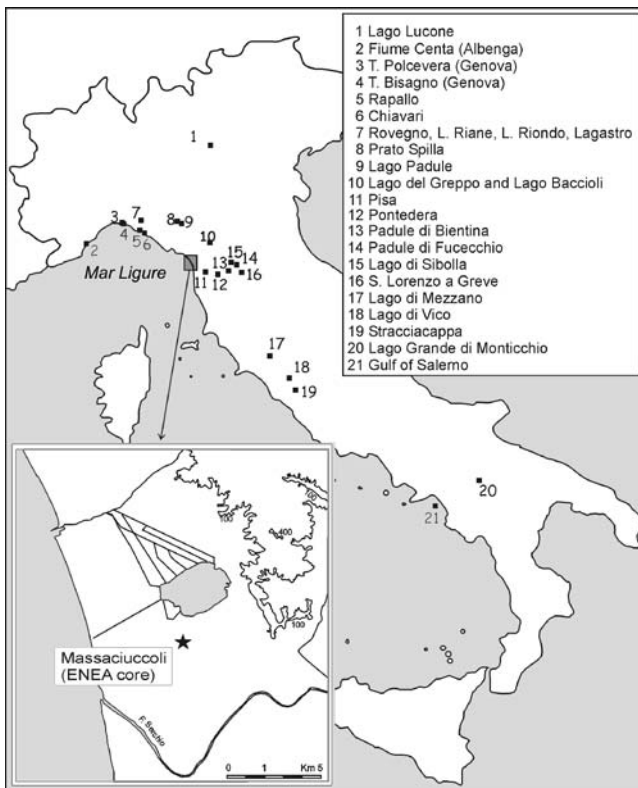 1 Lago Lucone
2 Fiume Centa (Albenga)
3 T. Polcevera (Genova)
4 T. Bisagno (Genova)
5 Rapallo
6 Chiavari
7 Rovegno, L. Riane, L. Riondo, Lagastro
8 Prato Spilla
9 Lago Padule
10 Lago del Greppo and Lago Baccioli
11 Pisa
12 Pontedera
13 Padule di Bientina
14 Padule di Fucecchio
15 Lago di Sibolla
16 S. Lorenzo a Greve
17 Lago di Mezzano
18 Lago di Vico
19 Stracciacappa
20 Lago Grande di Monticchio
21 Gulf of Salerno
1
3
7
8
9
4
5
6
2
10
Mar Ligure
15
14
13
11
12
16
17
18
19
20
21
100
100
400
100
Massaciuccoli
(ENEA core)
F. Serchio
0 1 Km 5